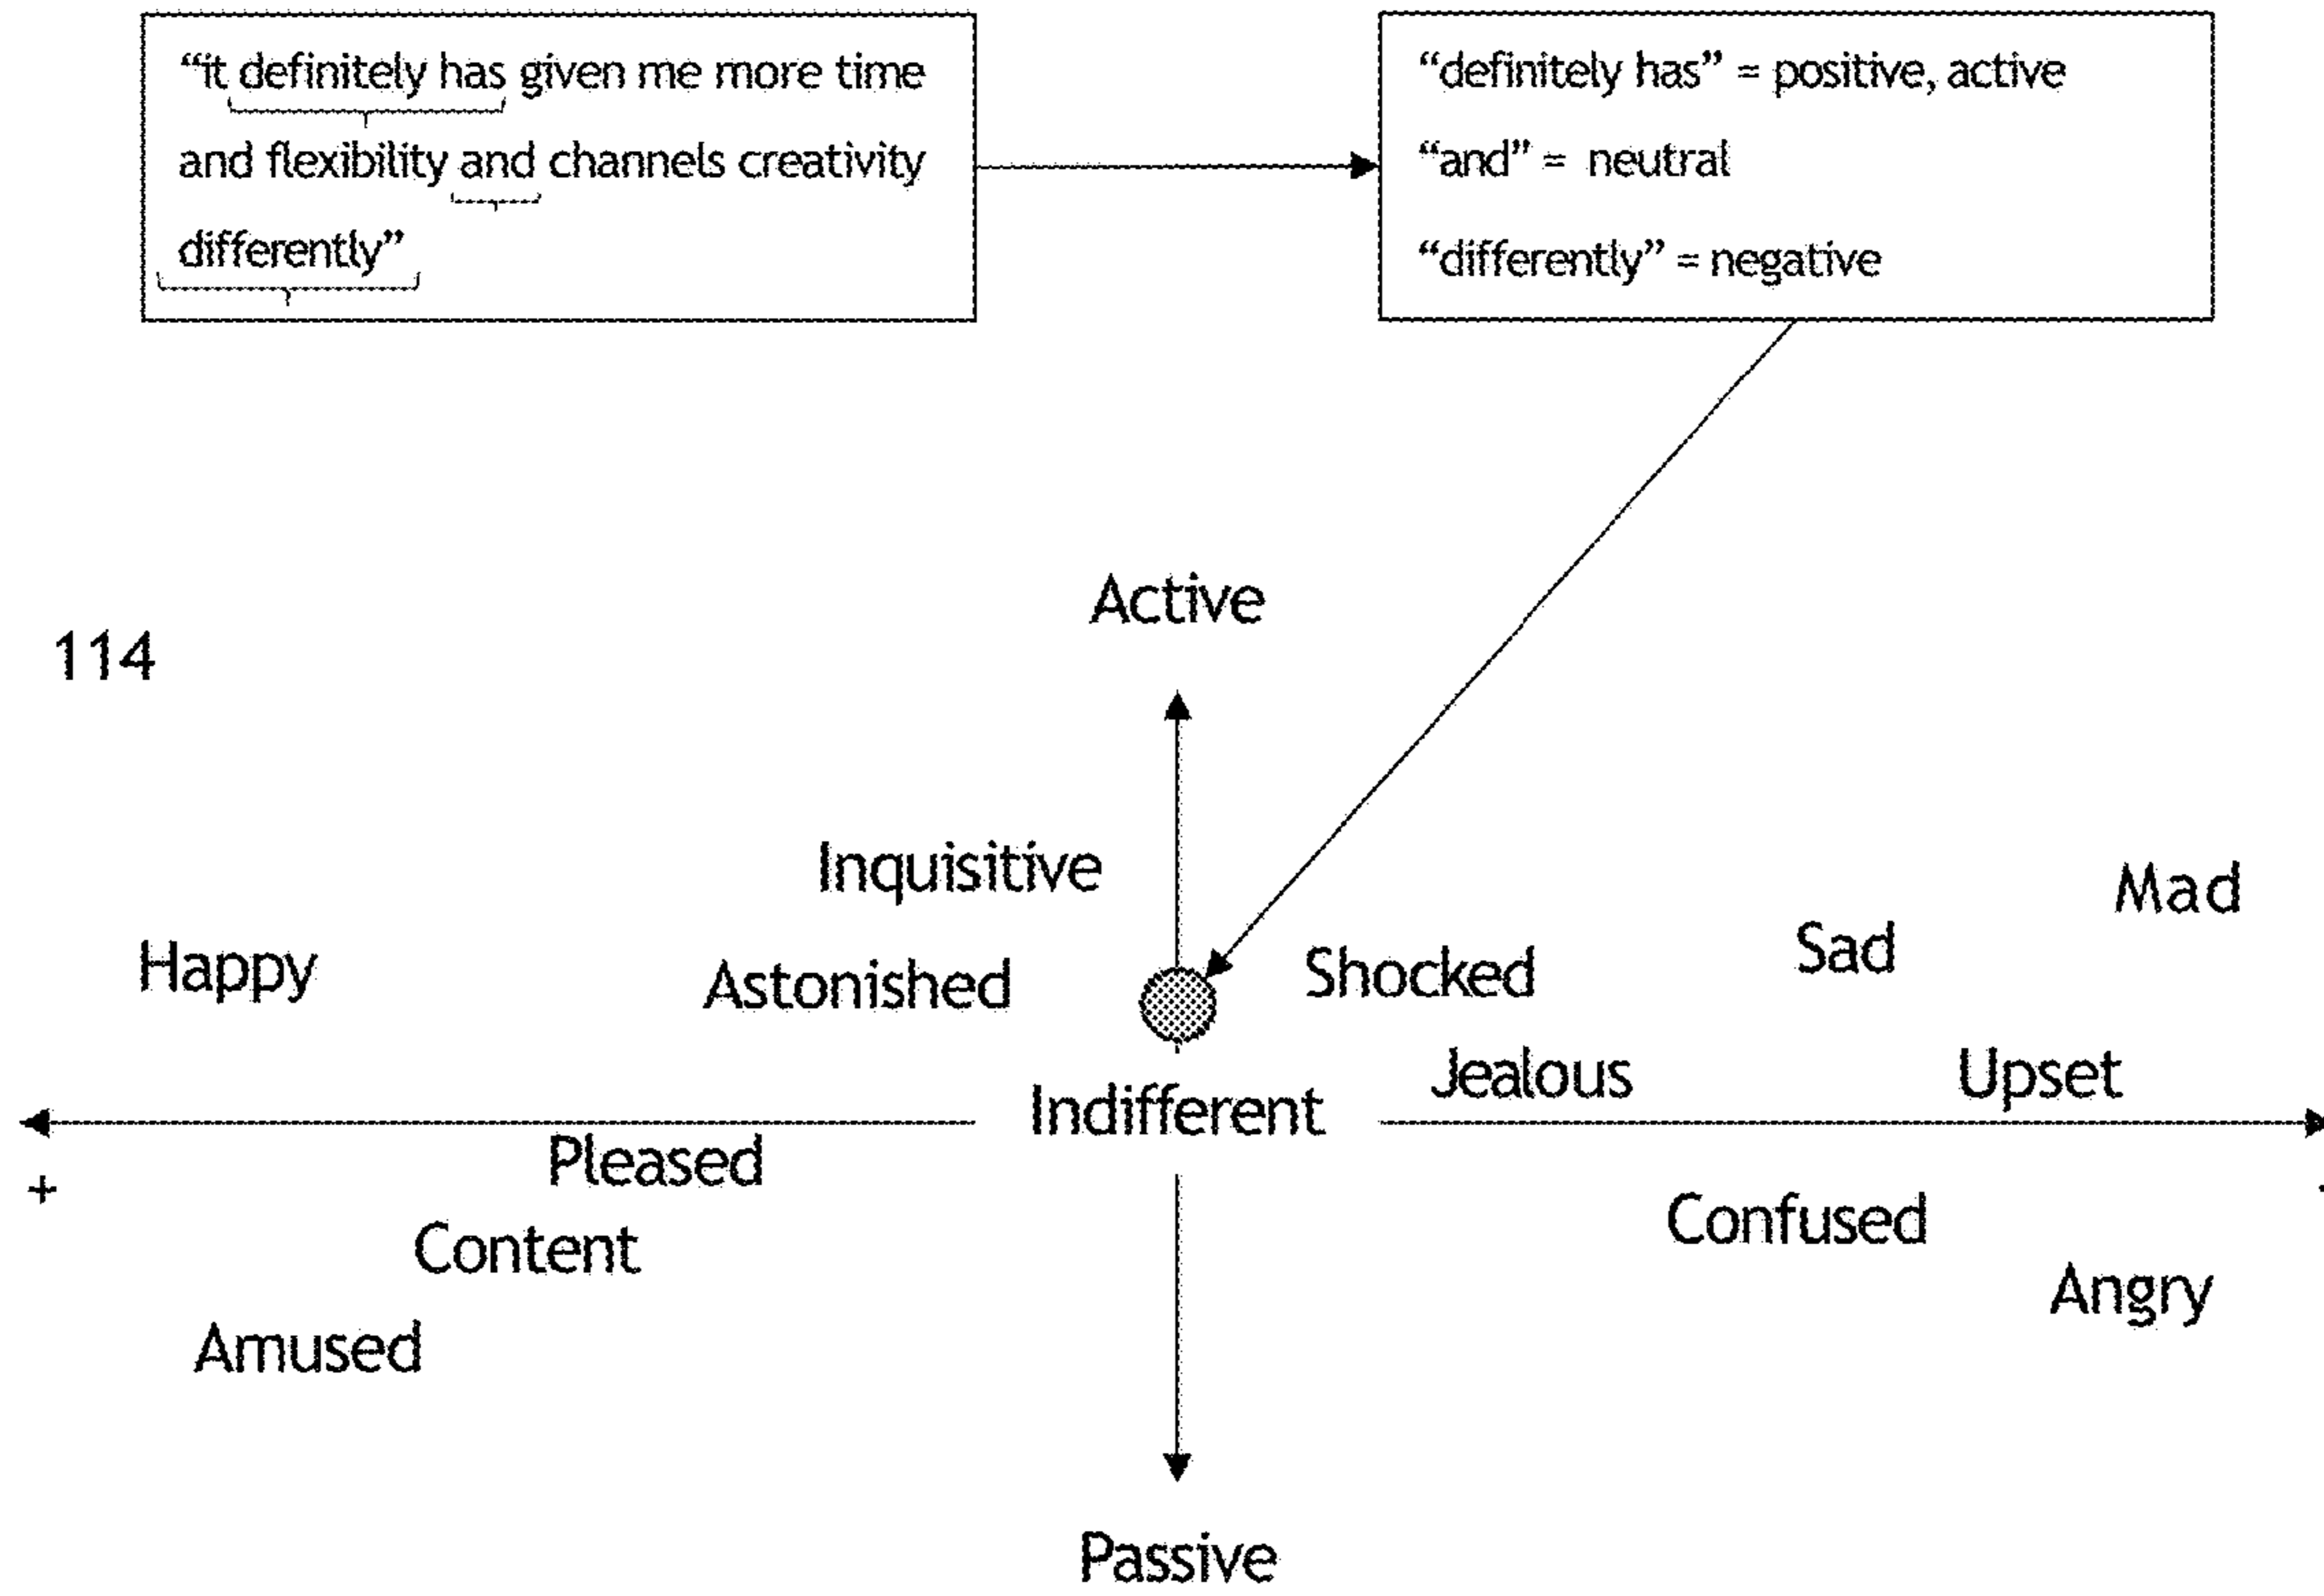 “it definitely has given me more time
and flexibility and channels creativity
differently”
“definitely has” = positive, active
“and” = neutral
“differently” = negative
Active
114
Inquisitive
Mad
Sad
Happy
Astonished
Shocked
Jealous
Upset
Indifferent
Pleased
+
Confused
Content
Angry
Amused
Passive